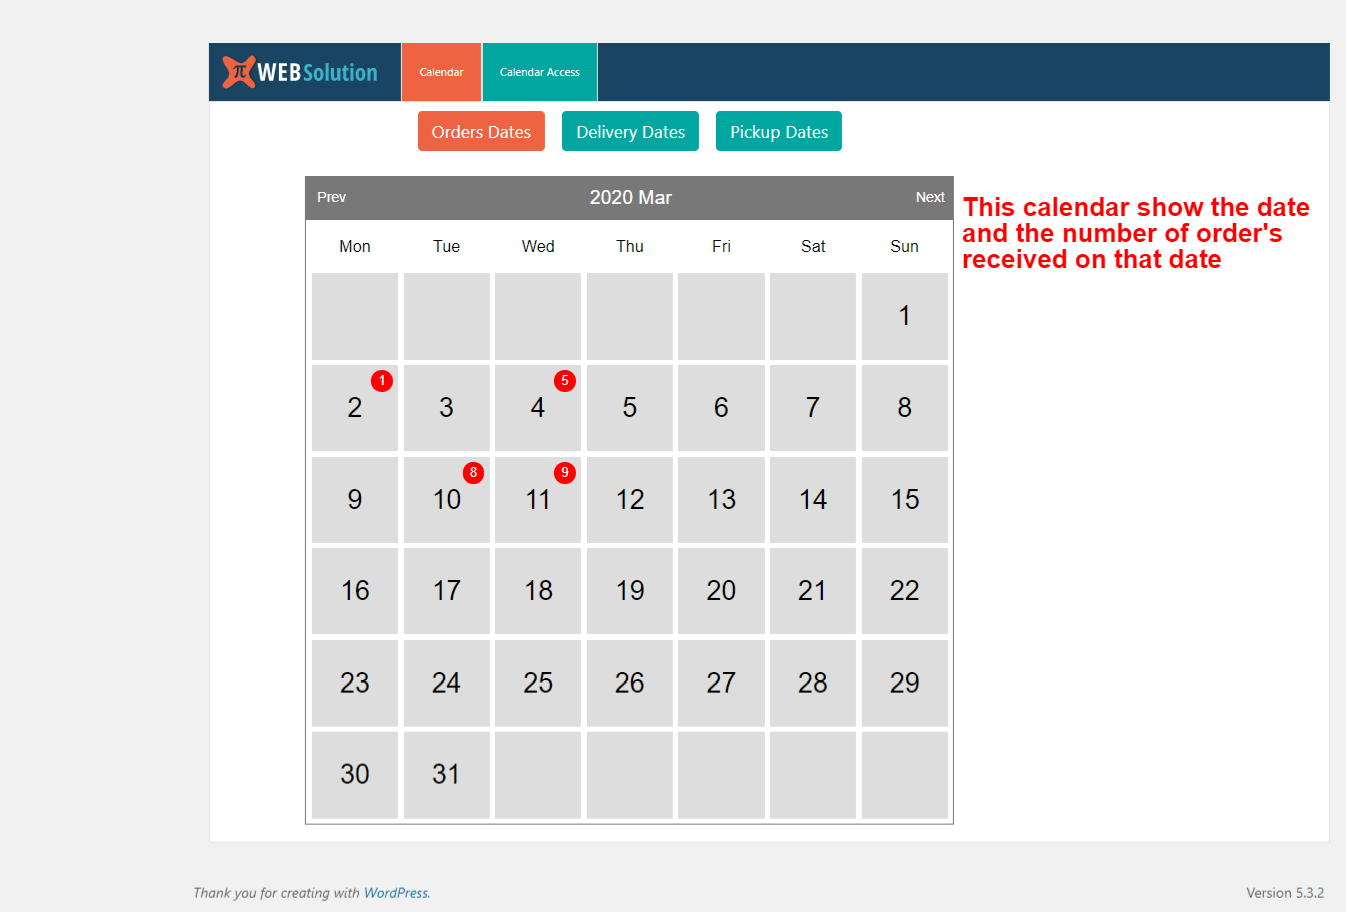 π WEB Solution Calendar Calendar Access
Orders Dates Delivery Dates Pickup Dates
Prev 2020 Mar Next
This calendar show the date
and the number of order's
received on that date
Mon Tue Wed Thu Fri Sat Sun
1
1 5
2 3 4 5 6 7 8
8 9
9 10 11 12 13 14 15
16 17 18 19 20 21 22
23 24 25 26 27 28 29
30 31
Thank you for creating with WordPress. Version 5.3.2